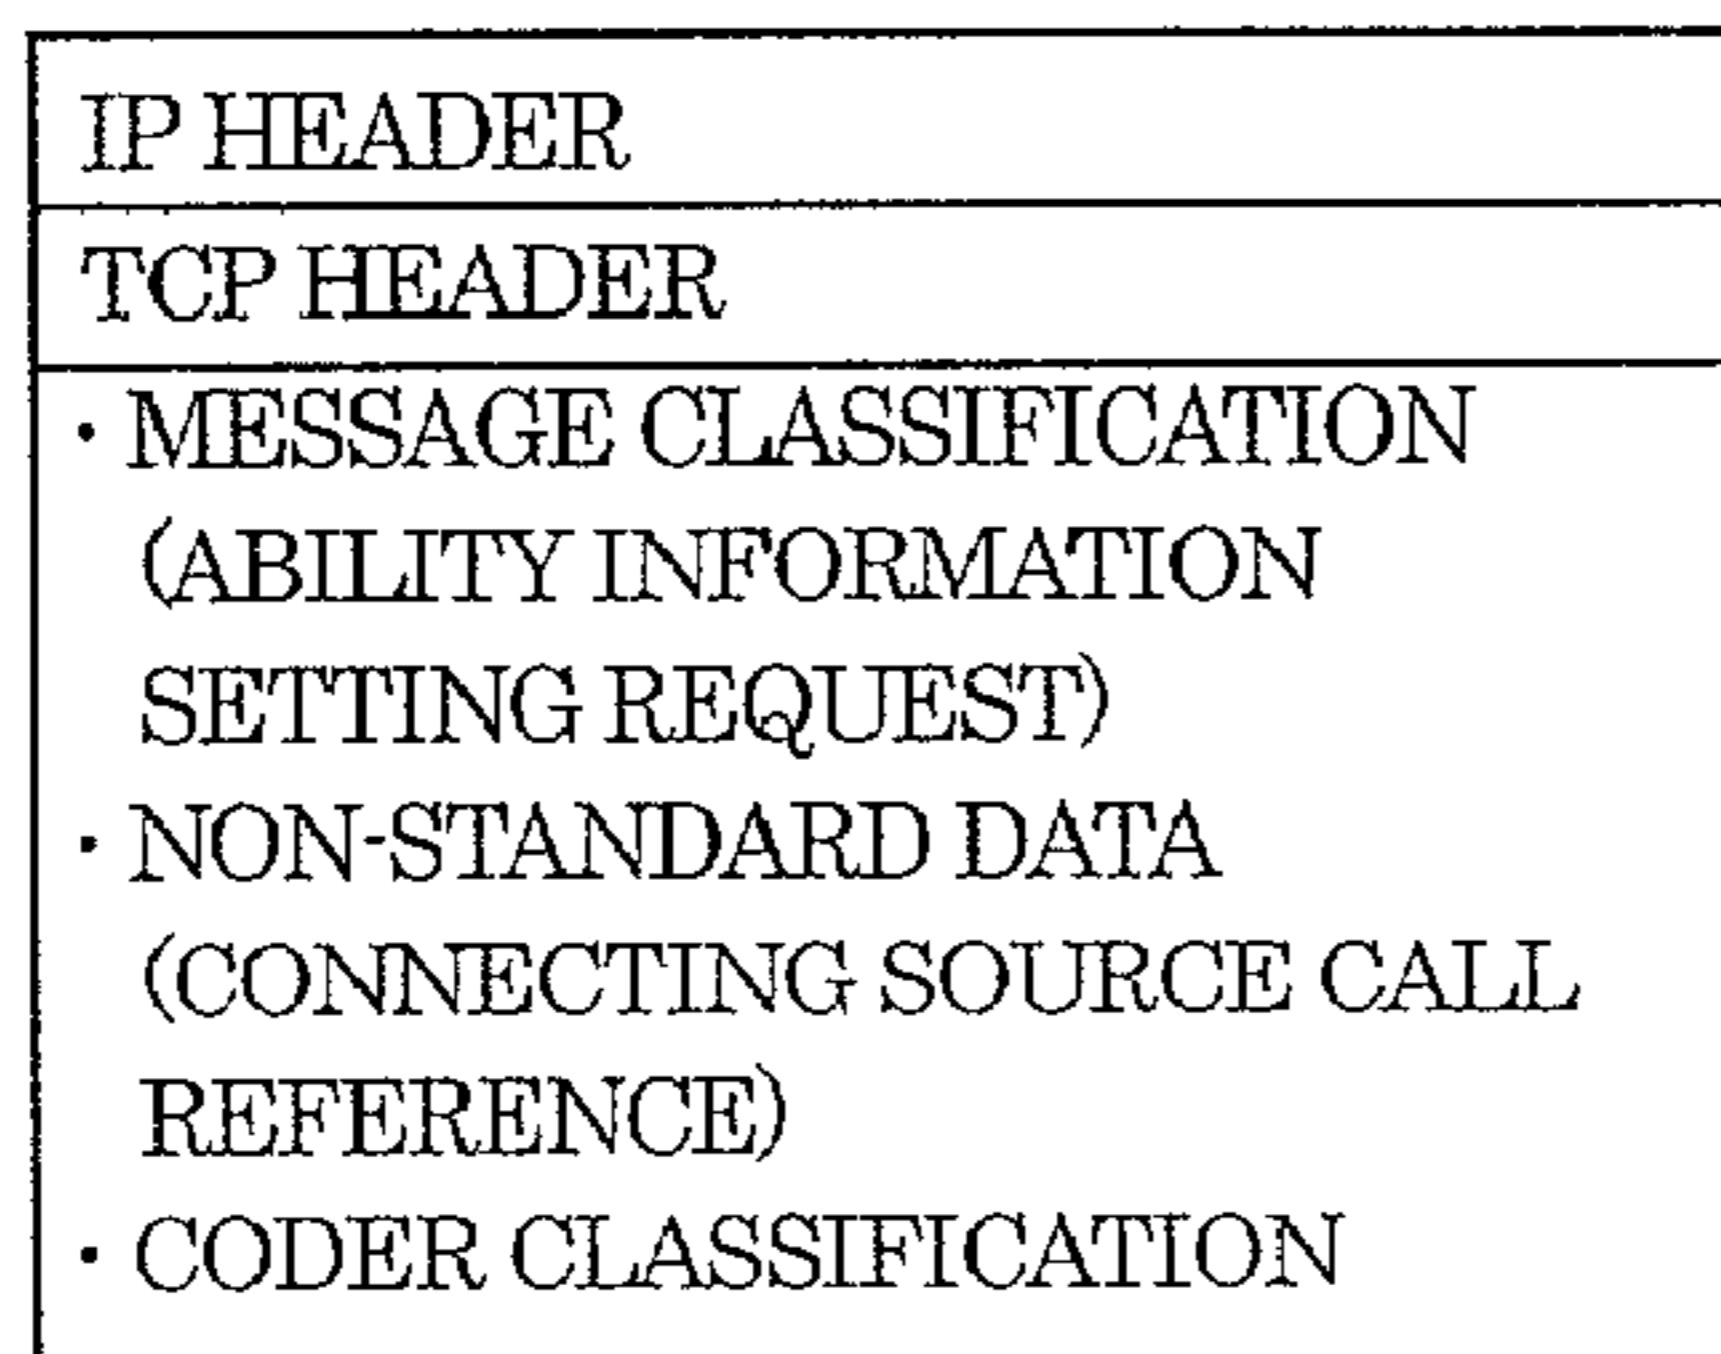 IP HEADER
TCP HEADER
· MESSAGE CLASSIFICATION
(ABILITY INFORMATION
SETTING REQUEST)
· NON-STANDARD DATA
(CONNECTING SOURCE CALL
REFERENCE)
· CODER CLASSIFICATION